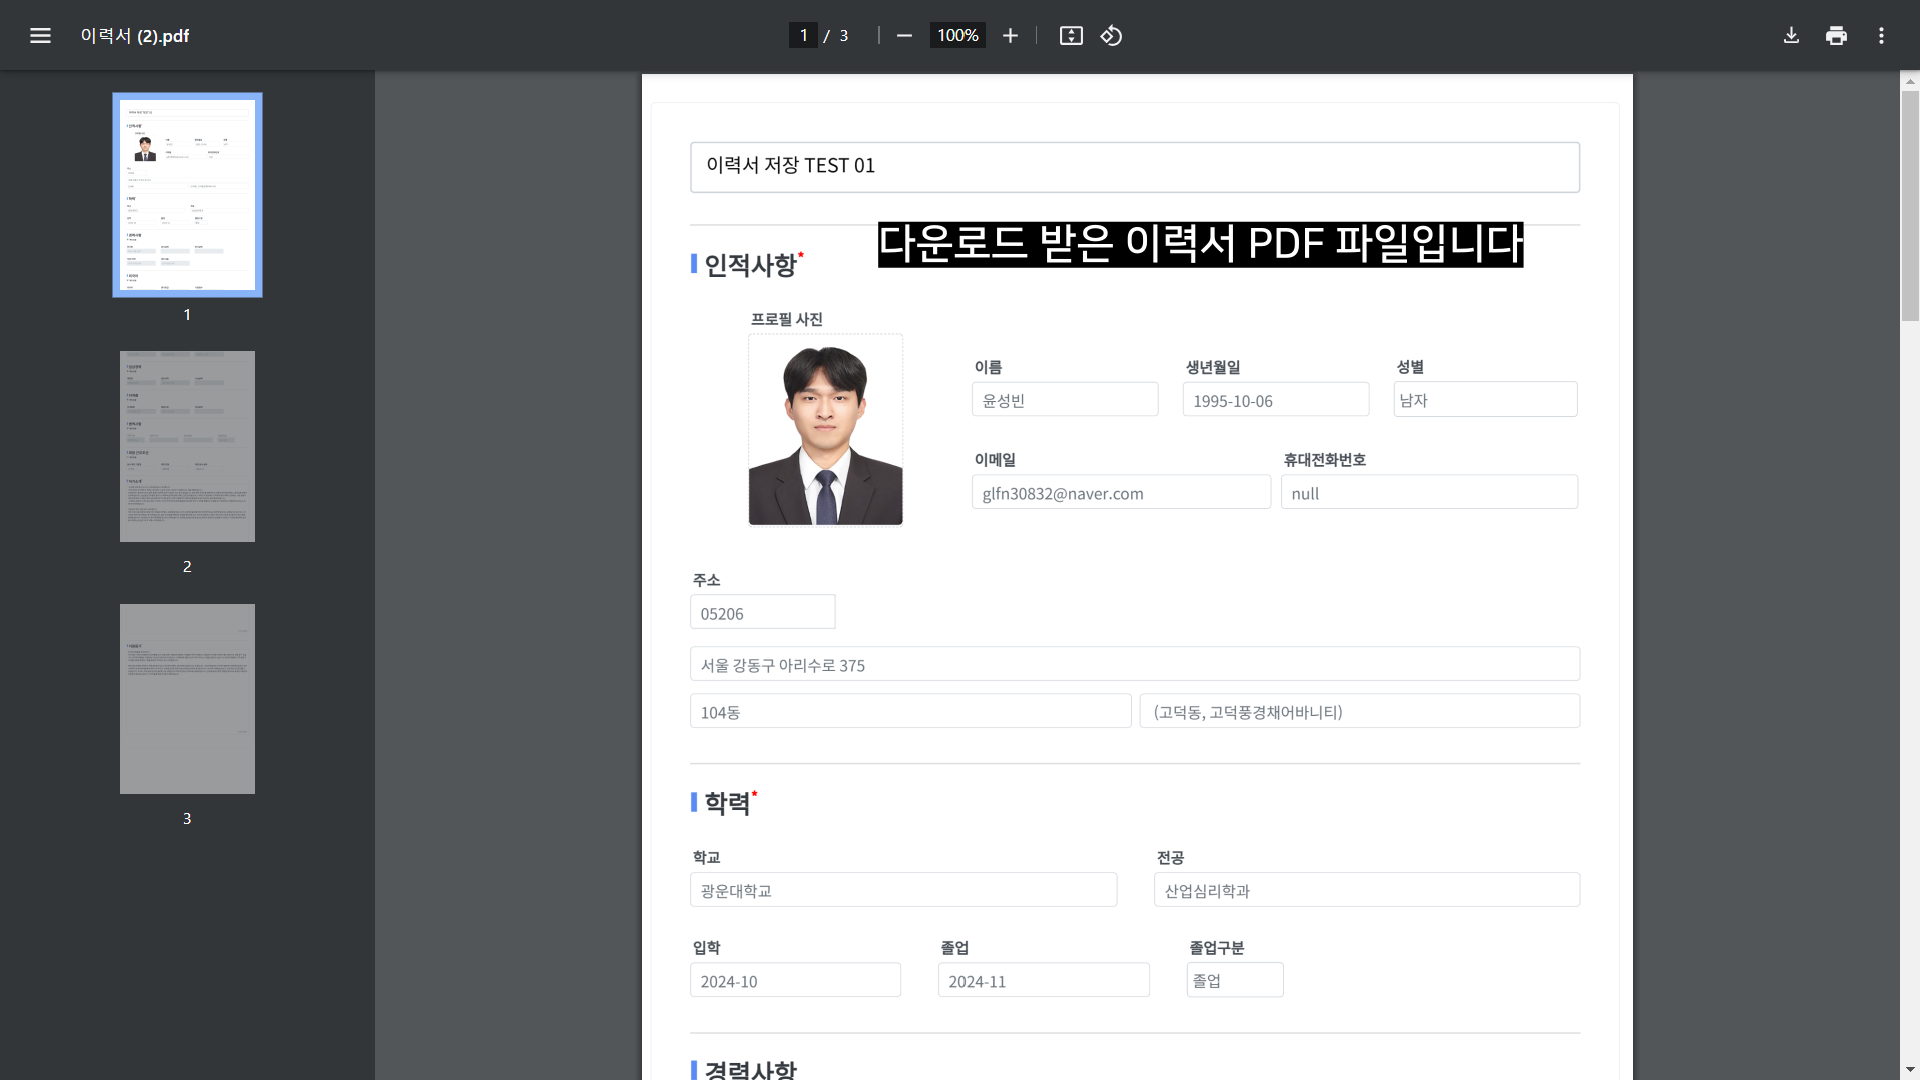 이력서 (2).pdf
1 / 3
100%
1
2
3
이력서 저장 TEST 01
다운로드 받은 이력서 PDF 파일입니다
인적사항*
프로필 사진
이름
생년월일
성별
윤성빈
1995-10-06
남자
이메일
휴대전화번호
glfn30832@naver.com
null
주소
05206
서울 강동구 아리수로 375
104동
(고덕동, 고덕풍경채어바니티)
학력*
학교
전공
광운대학교
산업심리학과
입학
졸업
졸업구분
2024-10
2024-11
졸업
경력사항